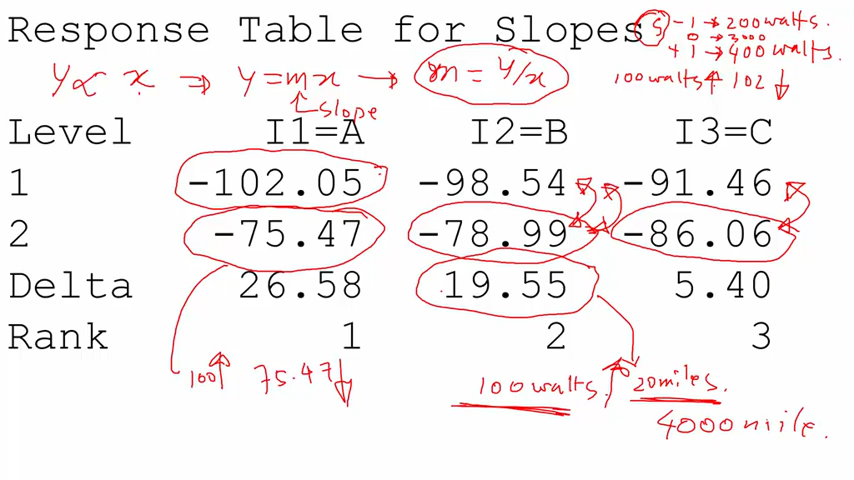 Response Table for Slopes
S -1 → 200 watts.
0 → 3000
+1 → 400 watts.
100 watts ↑ 102 ↓
Y ∝ x ⇒ Y = mx → m = Y/x
↑ slope
Level I1=A I2=B I3=C
1 -102.05 -98.54 -91.46
2 -75.47 -78.99 -86.06
Delta 26.58 19.55 5.40
Rank 1 2 3
100 ↑ 75.47 ↓ 100 watts. ↑ 20 miles.
4000 mile.